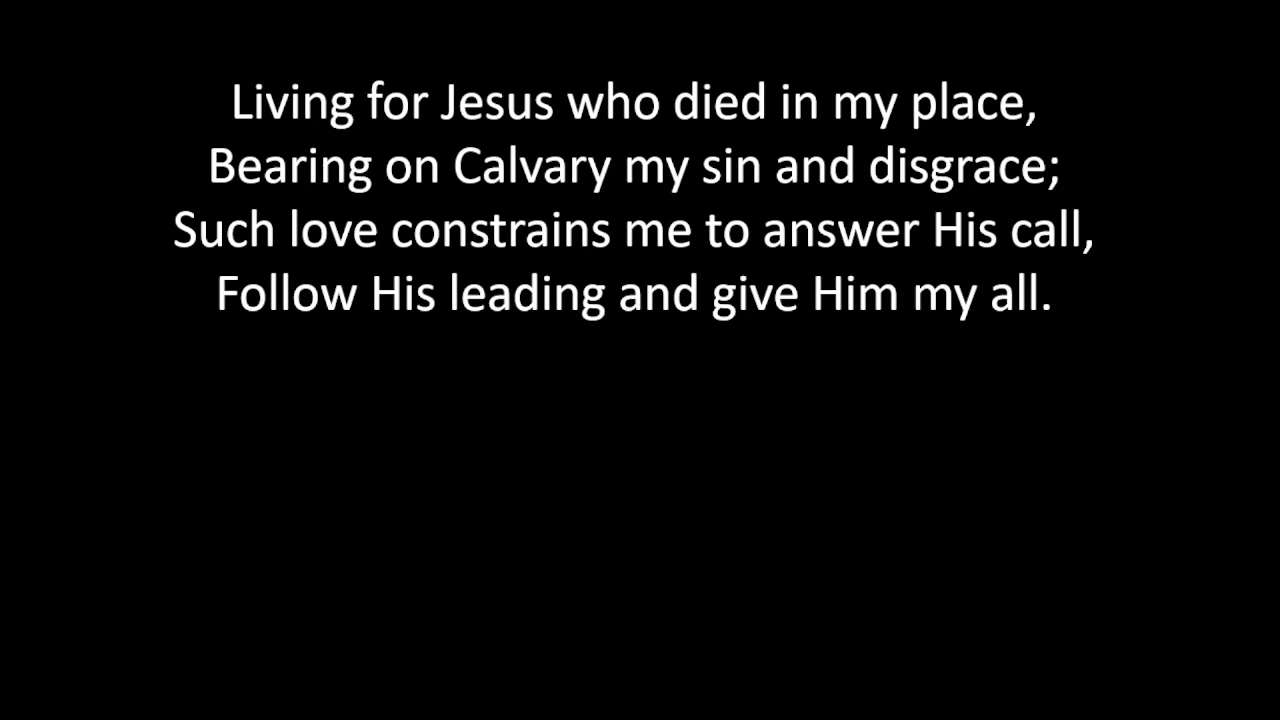 Living for Jesus who died in my place,
Bearing on Calvary my sin and disgrace;
Such love constrains me to answer His call,
Follow His leading and give Him my all.